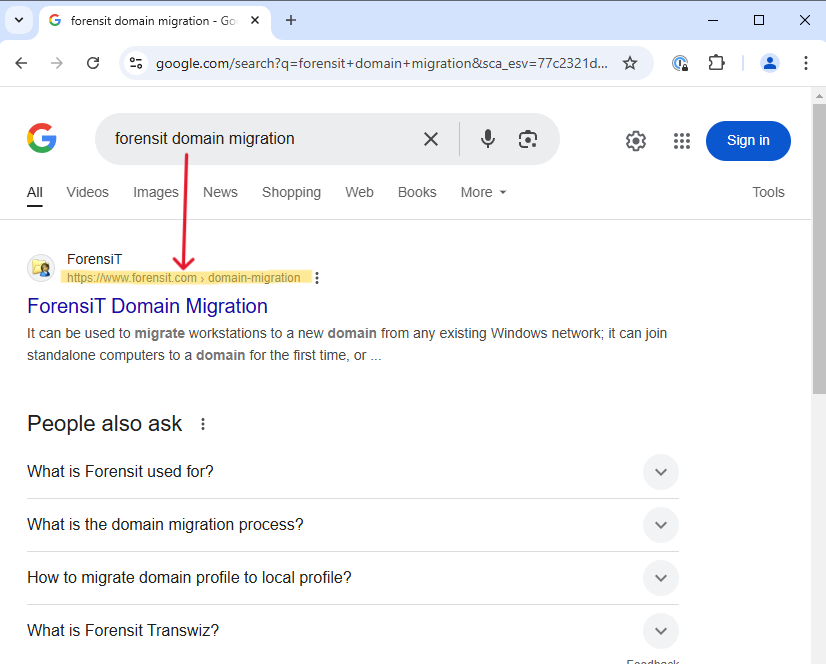 forensit domain migration - Go
google.com/search?q=forensit+domain+migration&sca_esv=77c2321d...
forensit domain migration
Sign in
All Videos Images News Shopping Web Books More Tools
ForensiT
https://www.forensit.com › domain-migration
ForensiT Domain Migration
It can be used to migrate workstations to a new domain from any existing Windows network; it can join
standalone computers to a domain for the first time, or ...
People also ask
What is Forensit used for?
What is the domain migration process?
How to migrate domain profile to local profile?
What is Forensit Transwiz?
Feedback